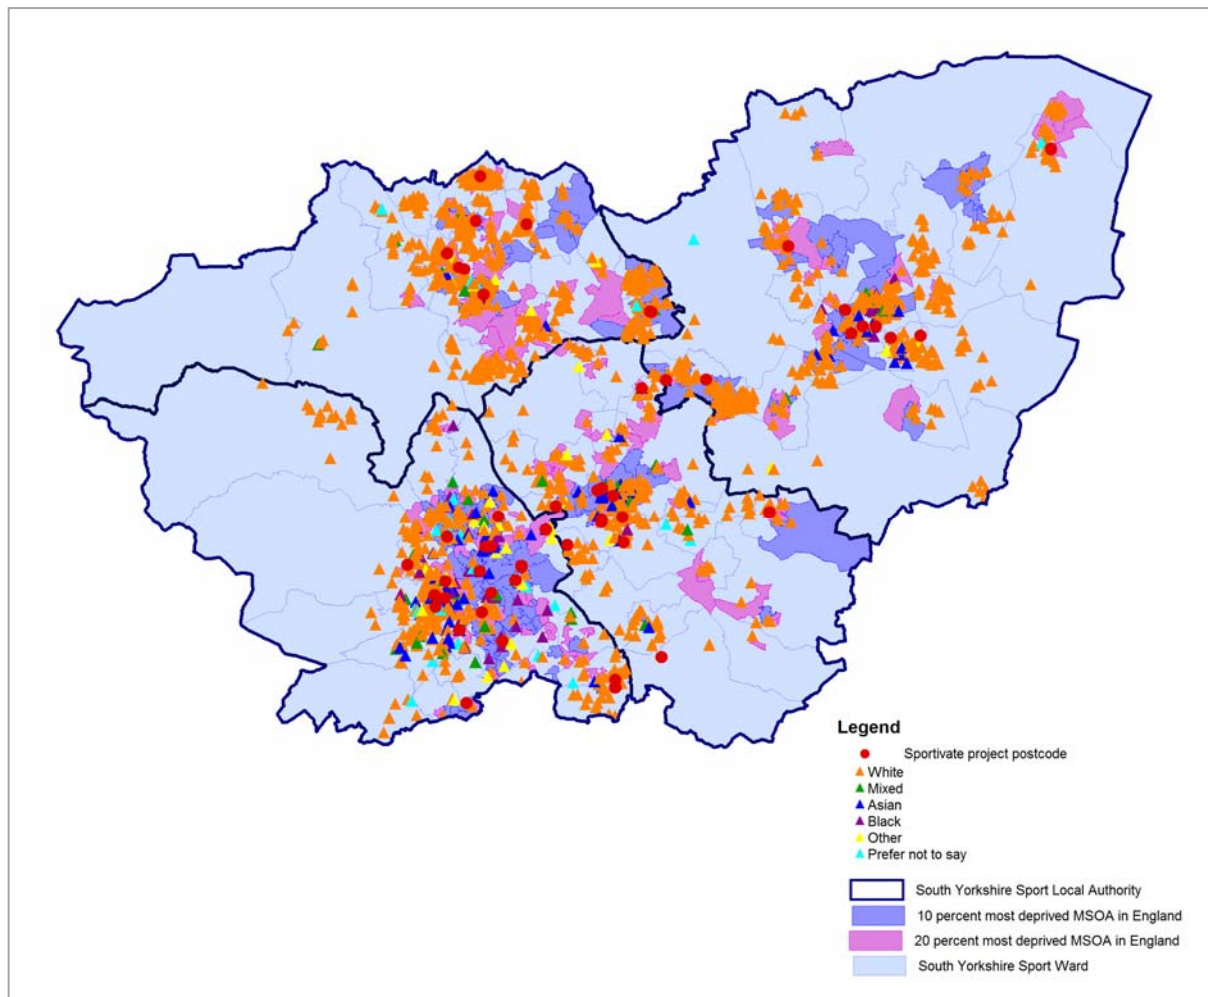 Legend
Sportivate project postcode
White
Mixed
Asian
Black
Other
Prefer not to say
South Yorkshire Sport Local Authority
10 percent most deprived MSOA in England
20 percent most deprived MSOA in England
South Yorkshire Sport Ward